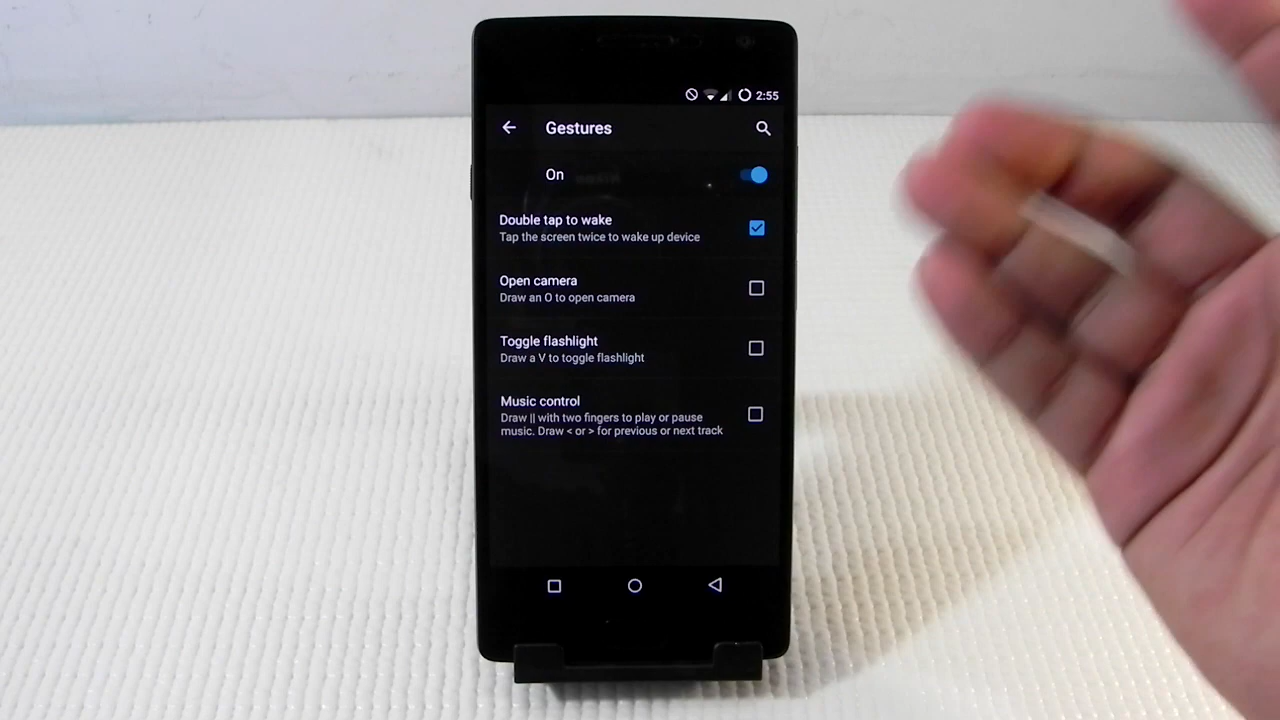 2:55
Gestures
On
Double tap to wake
Tap the screen twice to wake up device
Open camera
Draw an O to open camera
Toggle flashlight
Draw a V to toggle flashlight
Music control
Draw || with two fingers to play or pause
music. Draw < or > for previous or next track